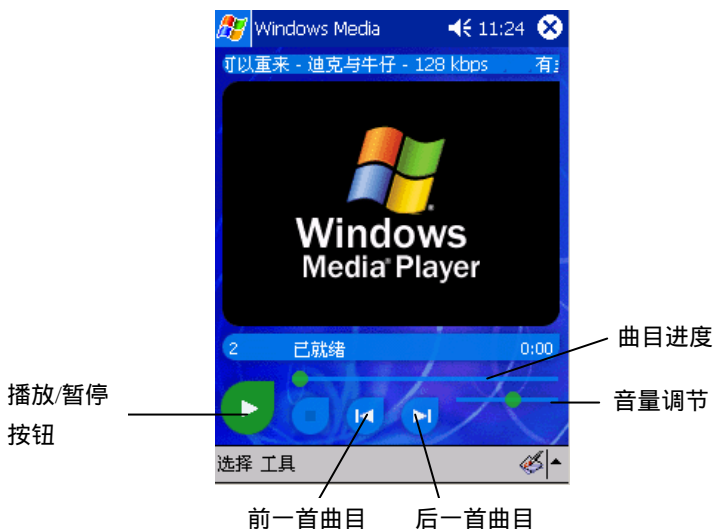 Windows Media 11:24
可以重来 - 迪克与牛仔 - 128 kbps 有
Windows
Media Player
2 已就绪 0:00
曲目进度
音量调节
播放/暂停
按钮
选择 工具
前一首曲目 后一首曲目